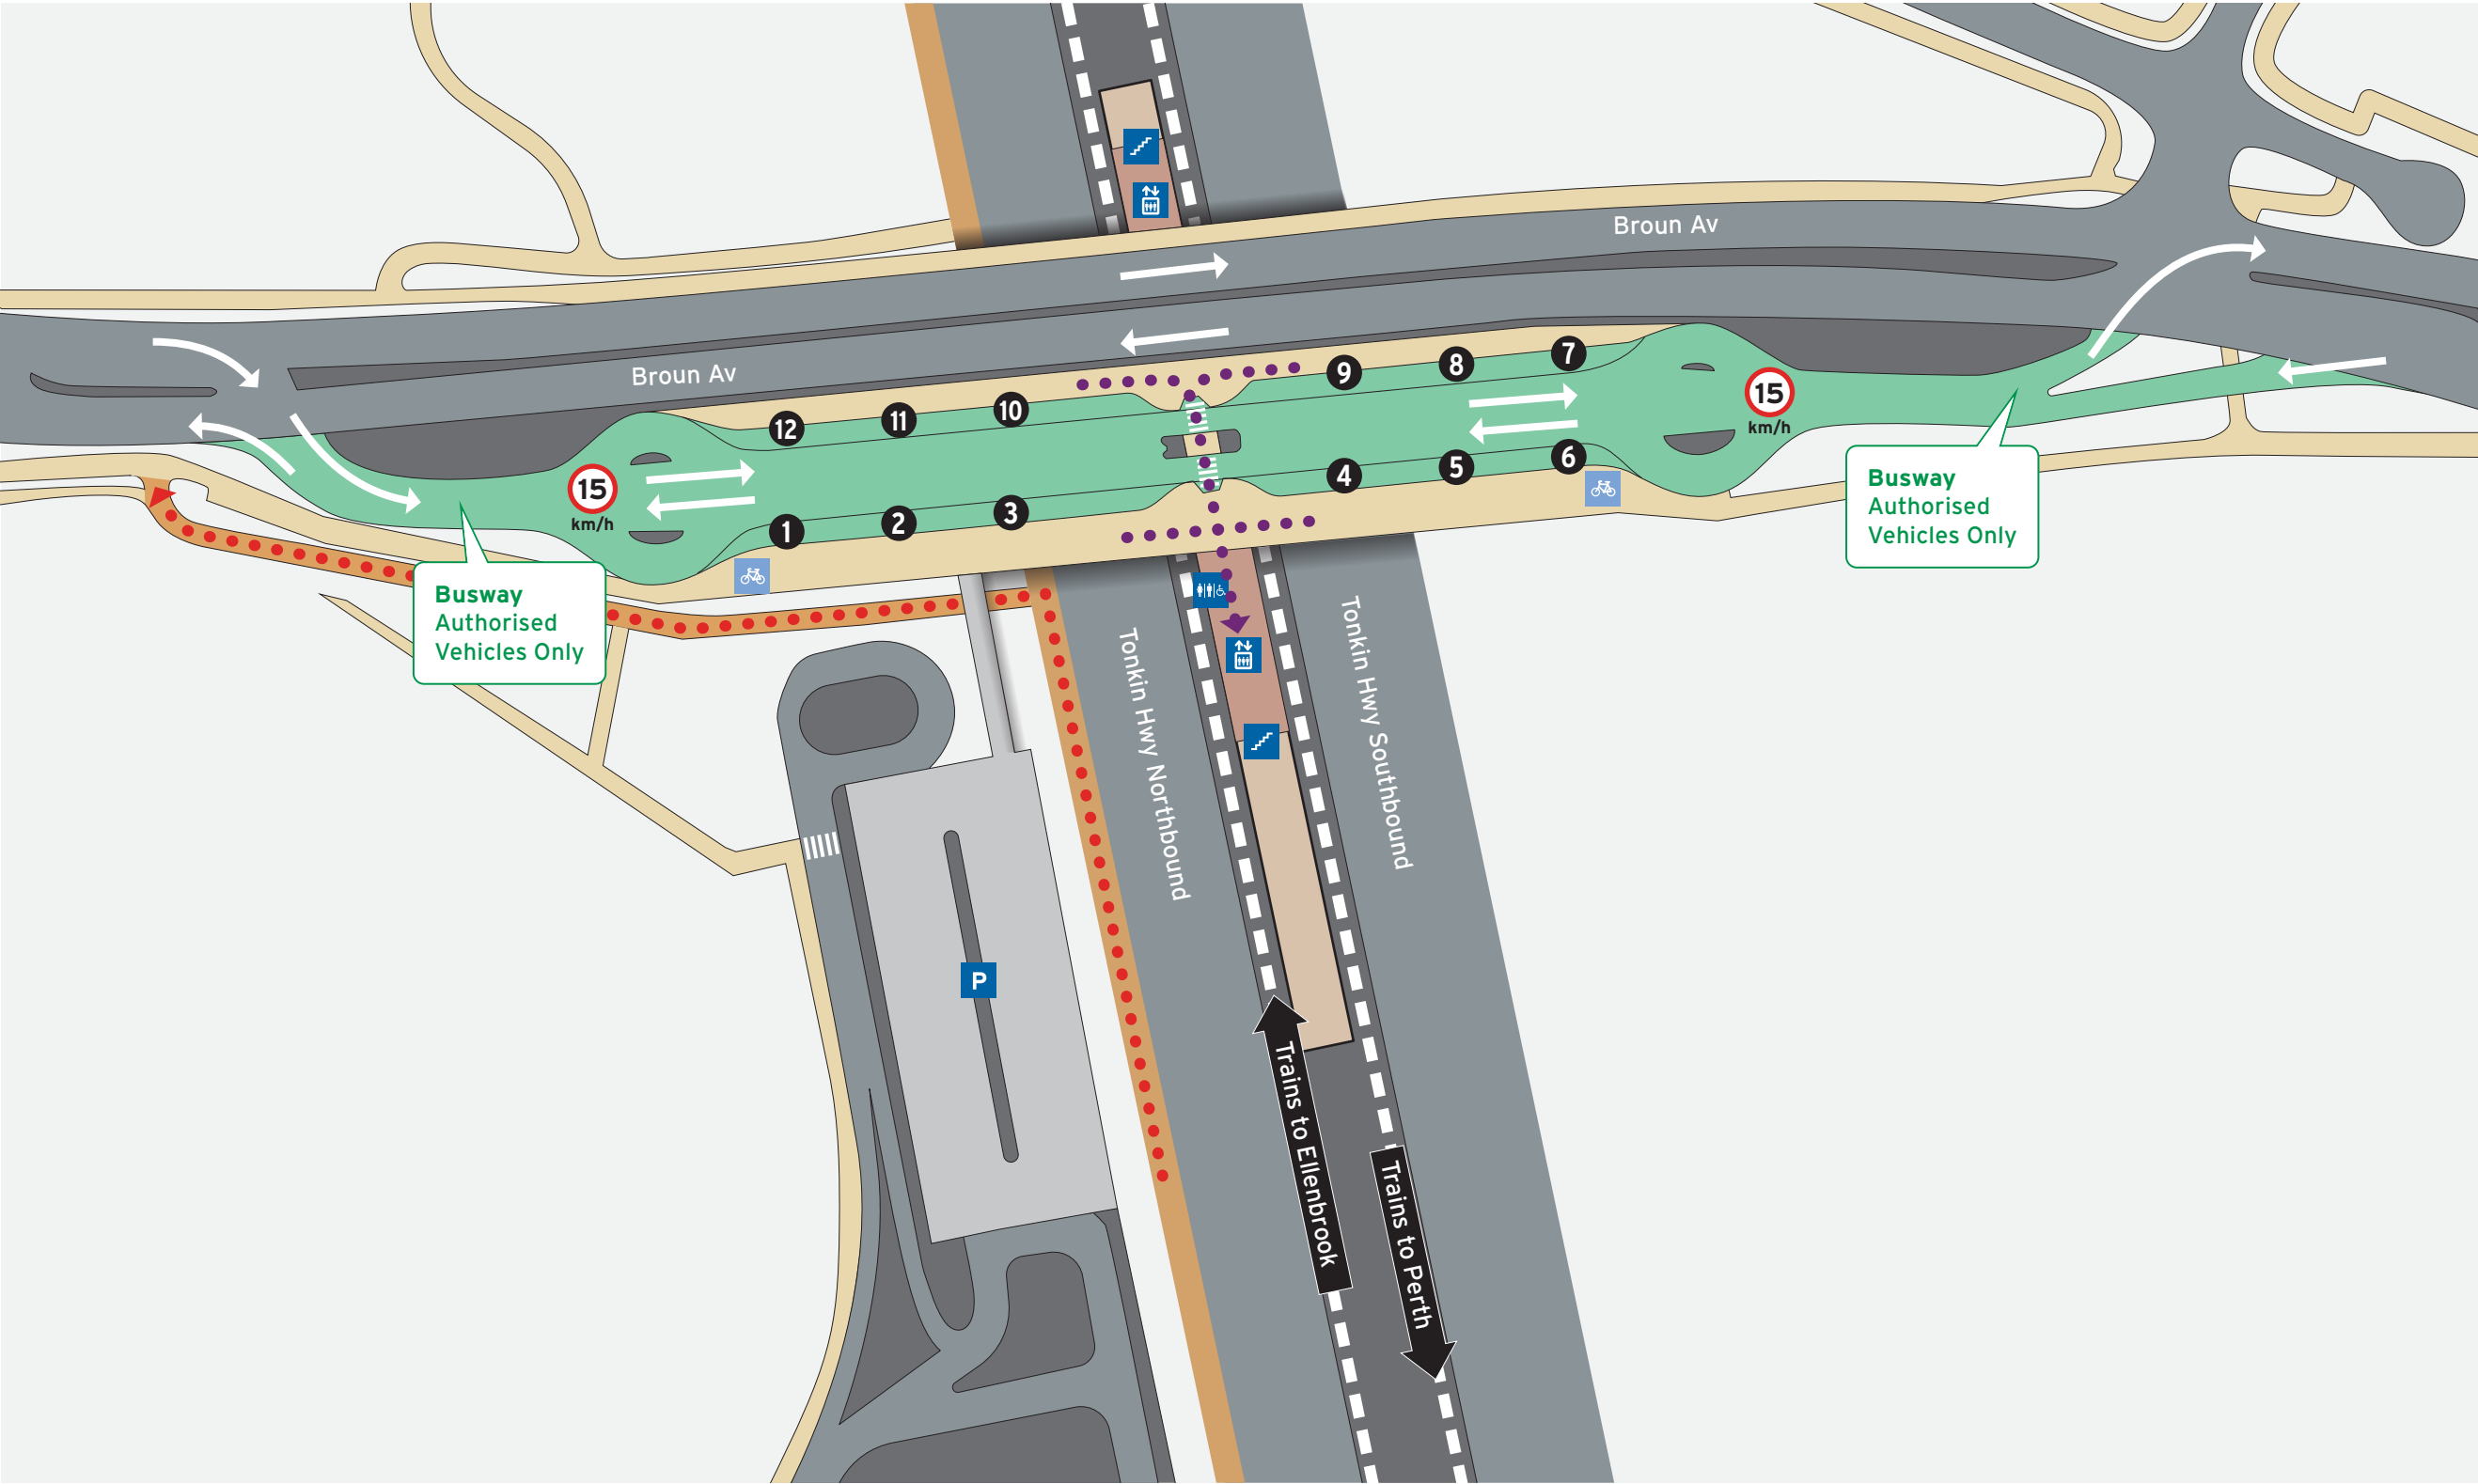 Broun Av
Broun Av
7
8
9
10
11
12
15
km/h
15
km/h
1
2
3
4
5
6
Busway
Authorised
Vehicles Only
Busway
Authorised
Vehicles Only
Tonkin Hwy Northbound
Tonkin Hwy Southbound
P
Trains to Ellenbrook
Trains to Perth